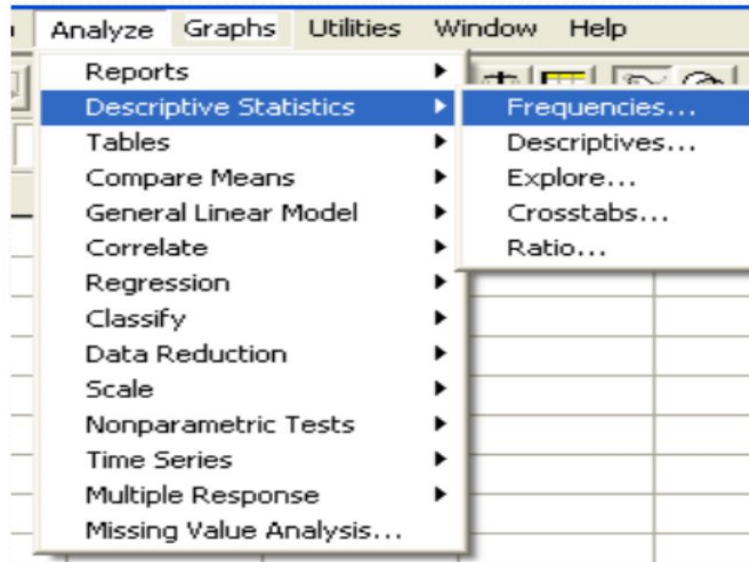 Analyze Graphs Utilities Window Help
Reports
Descriptive Statistics
Tables
Compare Means
General Linear Model
Correlate
Regression
Classify
Data Reduction
Scale
Nonparametric Tests
Time Series
Multiple Response
Missing Value Analysis...
Frequencies...
Descriptives...
Explore...
Crosstabs...
Ratio...